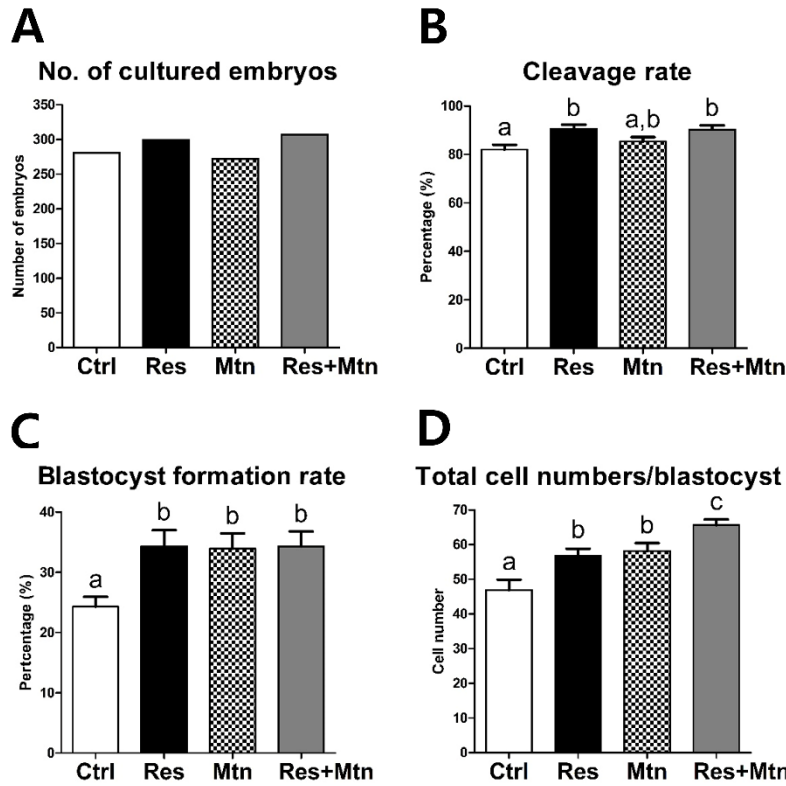 A
No. of cultured embryos
Number of embryos
350
300
250
200
150
100
50
0
Ctrl Res Mtn Res+Mtn
B
Cleavage rate
Percentage (%)
100
80
60
40
20
0
a b a,b b
Ctrl Res Mtn Res+Mtn
C
Blastocyst formation rate
Pertcentage (%)
40
30
20
10
0
a b b b
Ctrl Res Mtn Res+Mtn
D
Total cell numbers/blastocyst
Cell number
70
60
50
40
30
20
10
0
a b b c
Ctrl Res Mtn Res+Mtn